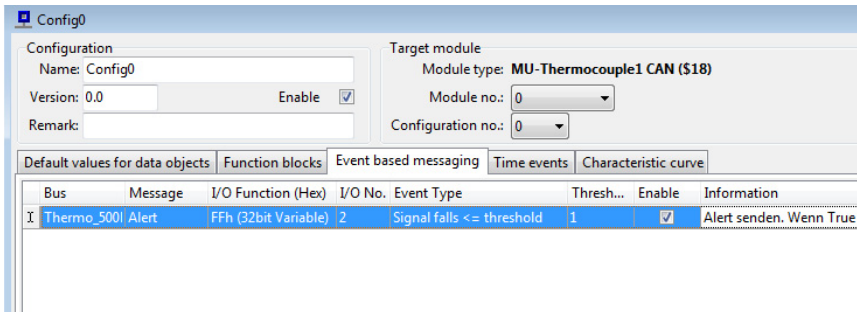 Config0
Configuration
Name: Config0
Version: 0.0 Enable
Remark:
Target module
Module type: MU-Thermocouple1 CAN ($18)
Module no.: 0
Configuration no.: 0
Default values for data objects Function blocks Event based messaging Time events Characteristic curve
Bus Message I/O Function (Hex) I/O No. Event Type Thresh... Enable Information
Thermo_500 Alert FFh (32bit Variable) 2 Signal falls <= threshold 1 Alert senden. Wenn True